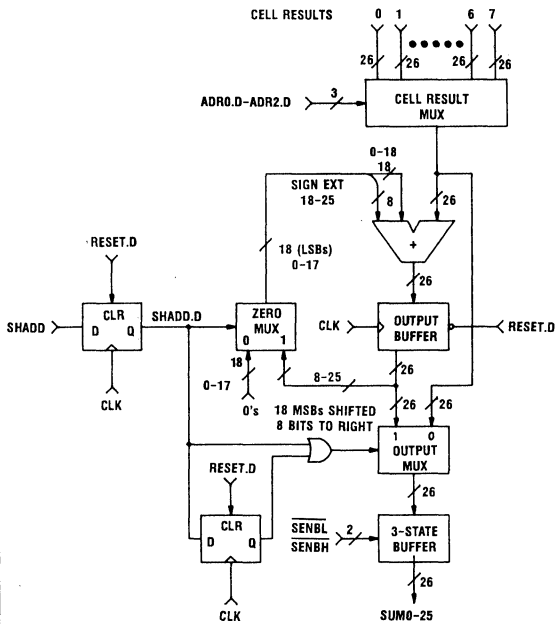 CELL RESULTS 0 1 6 7
26 26 26 26
ADR0.D-ADR2.D 3
CELL RESULT
MUX
0-18
18
SIGN EXT
18-25
8
26
18 (LSBs)
0-17
+
26
RESET.D
SHADD
CLR
D Q
SHADD.D
CLK
ZERO
MUX
0 1
18
0-17
0's
CLK
OUTPUT
BUFFER
RESET.D
26
8-25
26 26
18 MSBs SHIFTED
8 BITS TO RIGHT
1 0
OUTPUT
MUX
26
RESET.D
CLR
D Q
CLK
SENBL
SENBH
2
3-STATE
BUFFER
26
SUM0-25